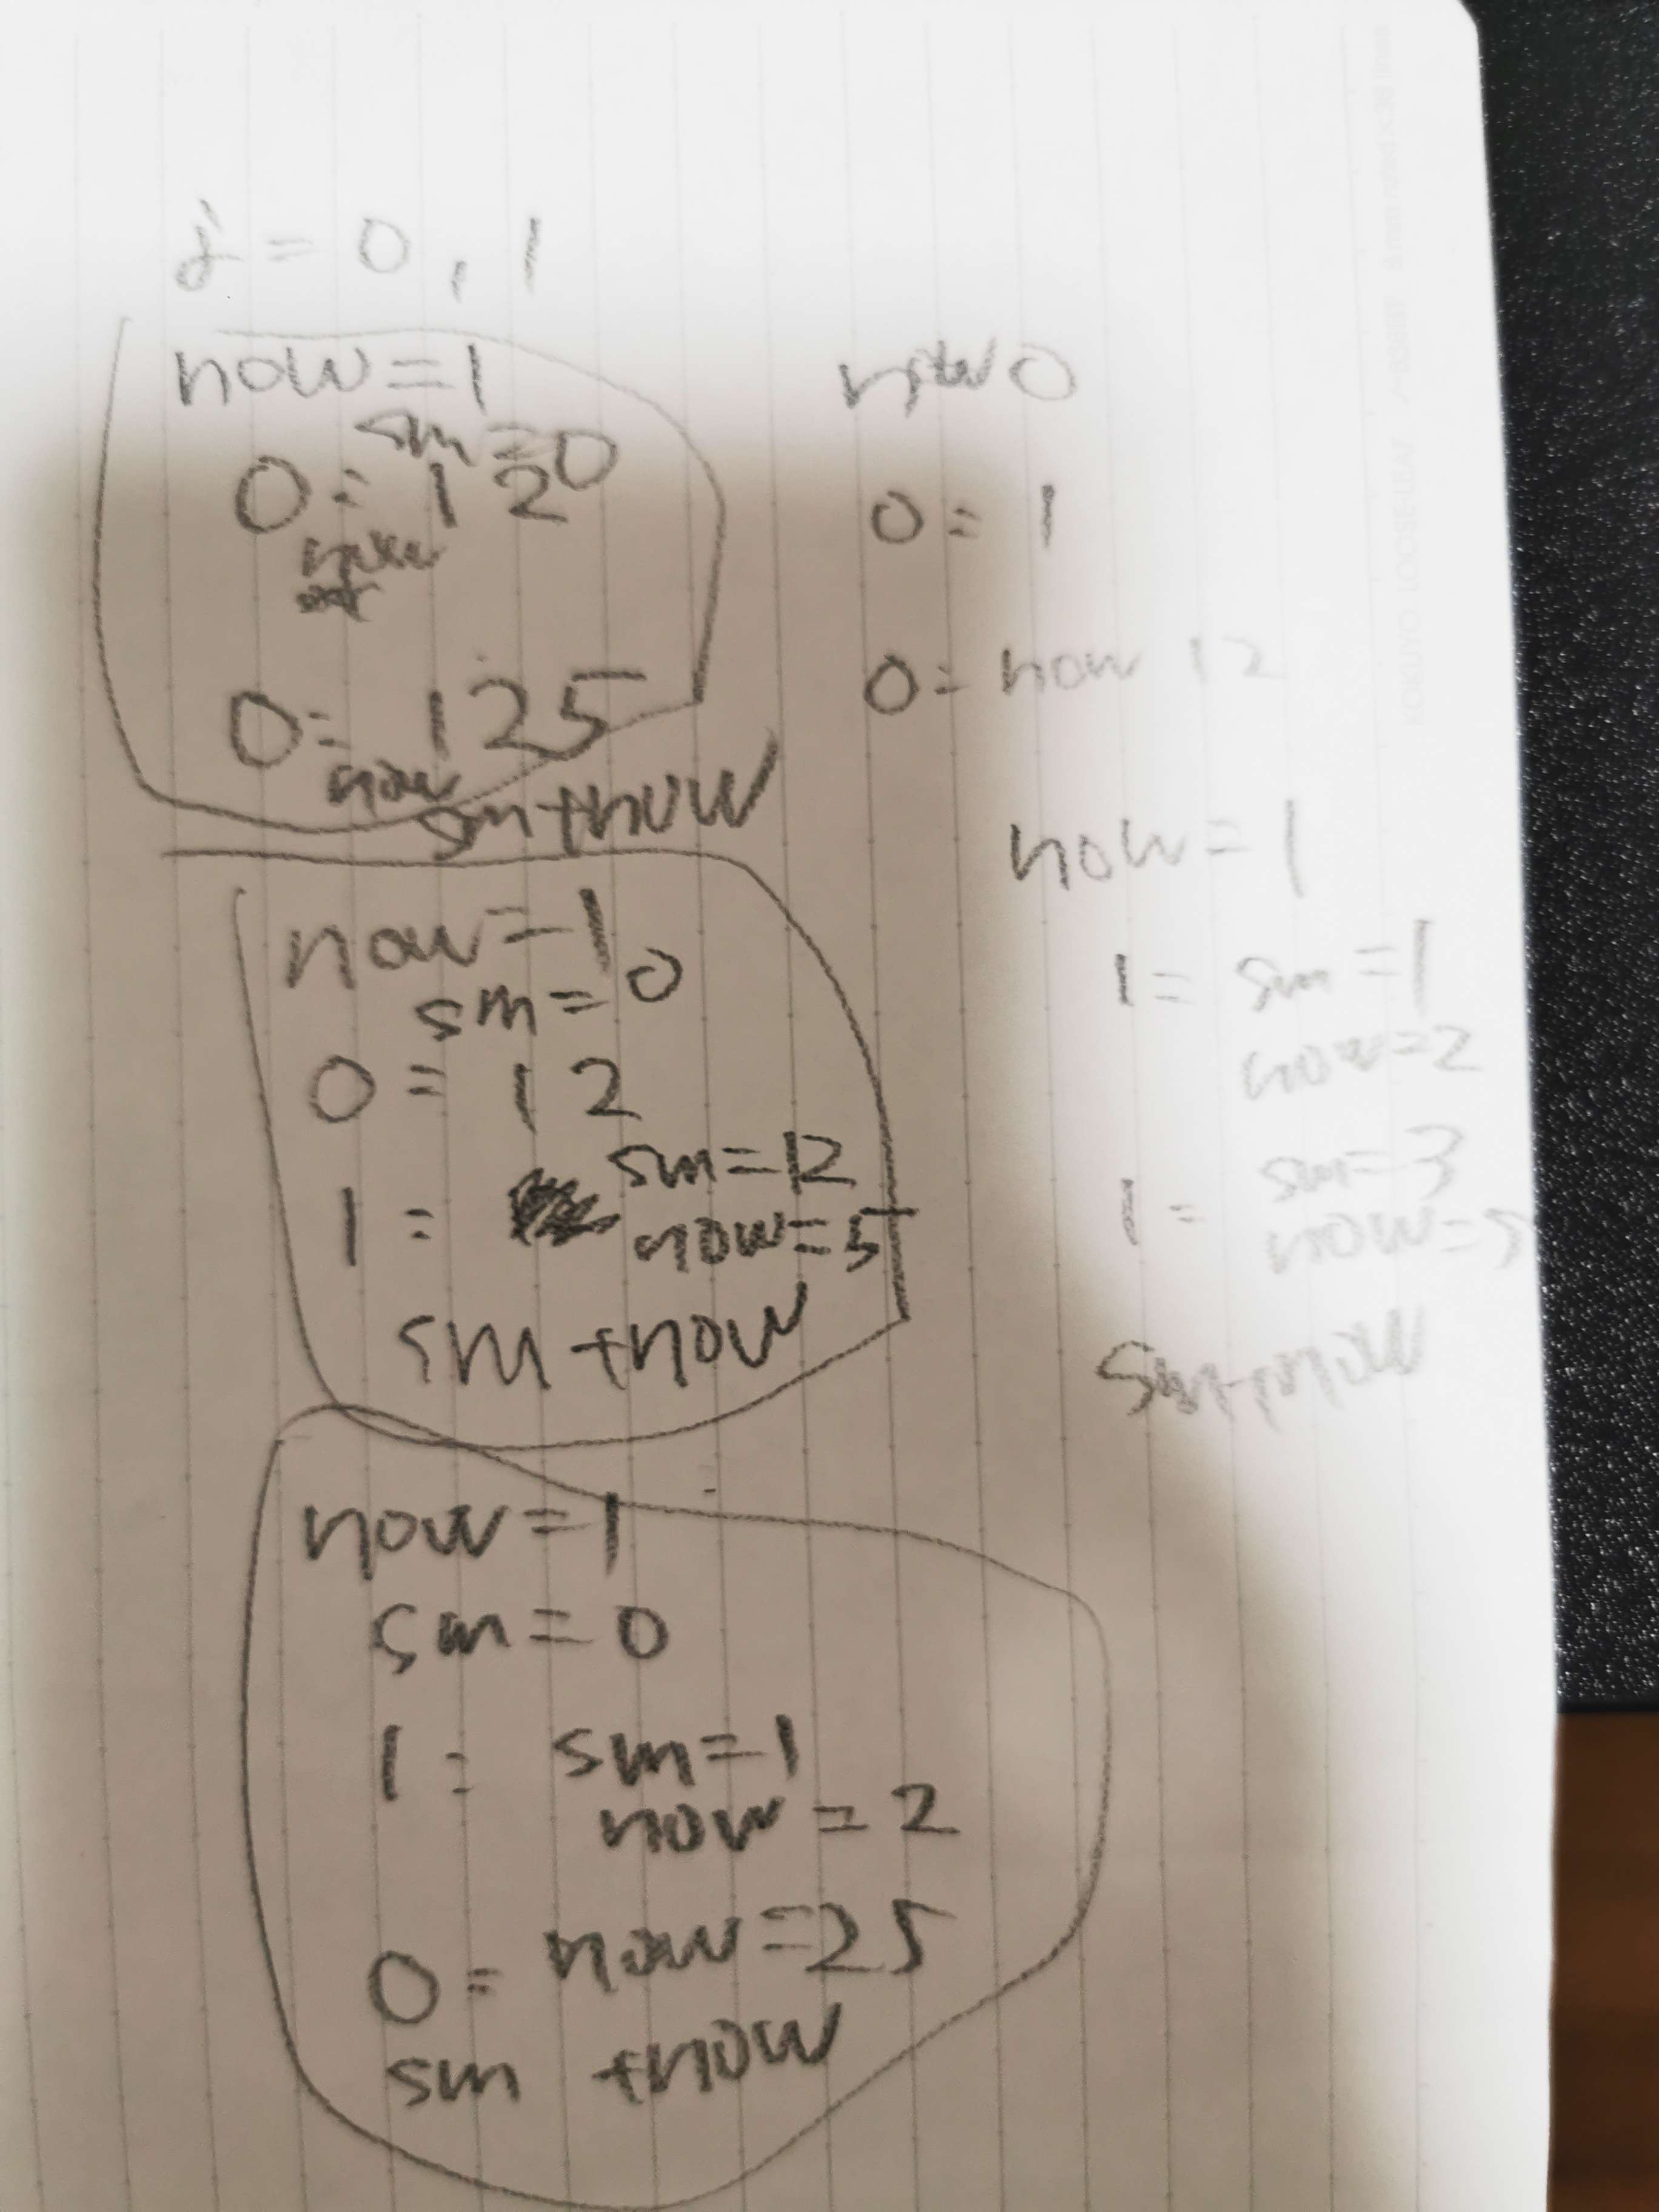 j = 0, 1
now = 1
sm = 0
0 = 12
now
0 = 125
now
sm + now
now = 1
sm = 0
0 = 12
1 = sm = 12
now = 5
sm + now
now = 1
sm = 0
1 = sm = 1
now = 2
0 = now = 25
sm + now
now 0
0 = 1
0 = now 12
now = 1
1 = sm = 1
now = 2
1 = sm = 3
now = 5
sm + now